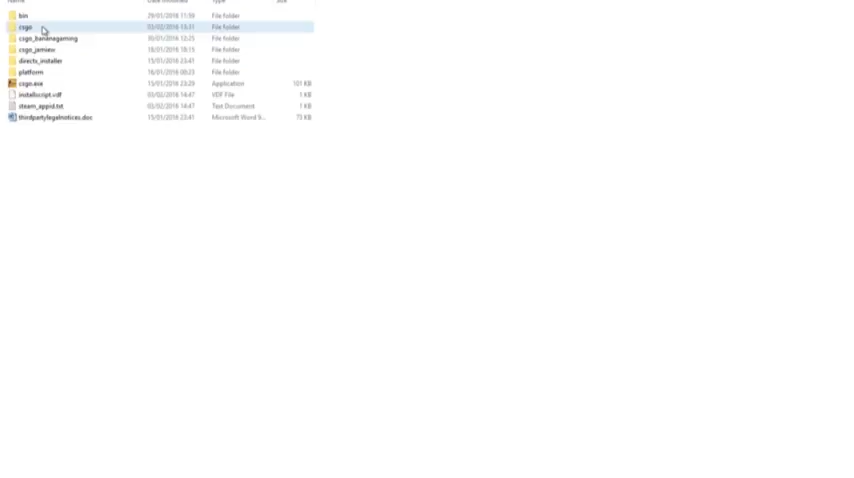 Name Date modified Type Size
bin 29/01/2016 11:59 File folder
csgo 03/02/2016 13:31 File folder
csgo_bananagaming 30/01/2016 12:25 File folder
csgo_jamiew 18/01/2016 18:15 File folder
directx_installer 15/01/2016 23:41 File folder
platform 16/01/2016 00:23 File folder
csgo.exe 15/01/2016 23:29 Application 101 KB
installscript.vdf 03/02/2016 14:47 VDF File 1 KB
steam_appid.txt 03/02/2016 14:47 Text Document 1 KB
thirdpartylegalnotices.doc 15/01/2016 23:41 Microsoft Word 9... 73 KB